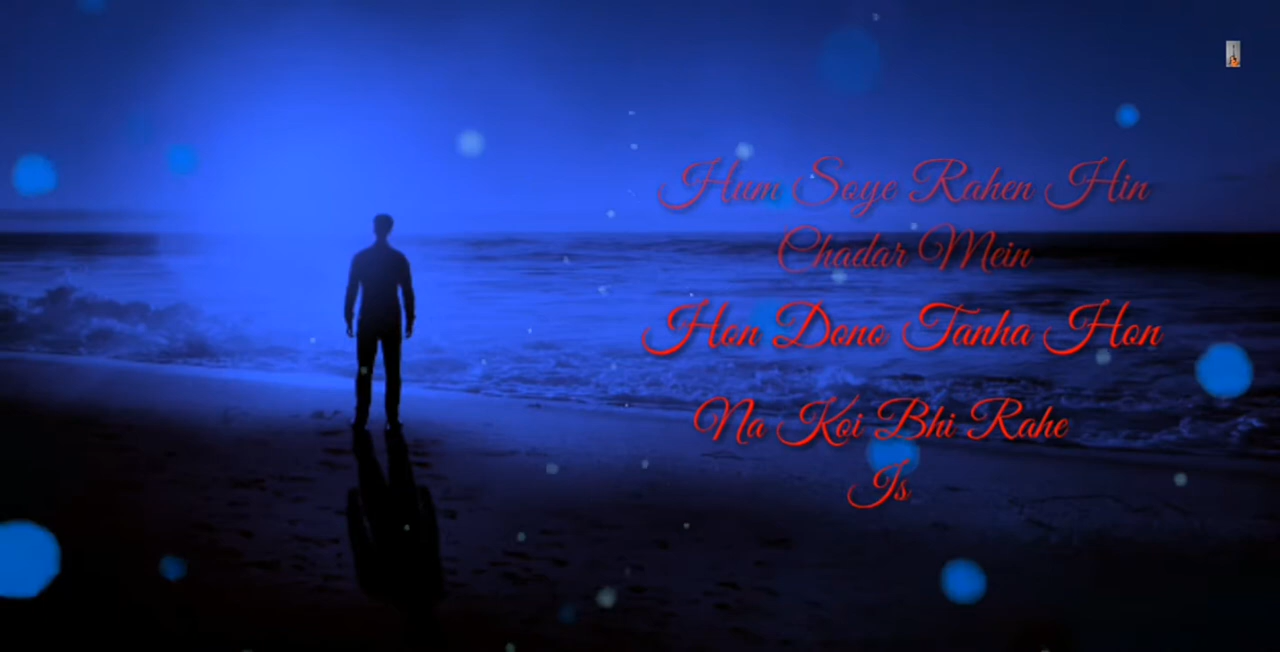 Hum Soye Rahen Hin
Chadar Mein
Hon Dono Tanha Hon
Na Koi Bhi Rahe
Is